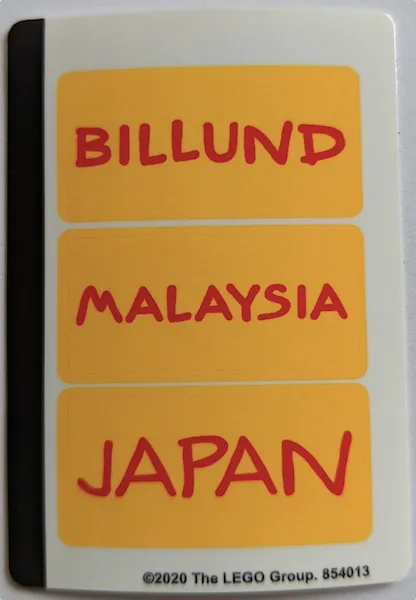 BILLUND
MALAYSIA
JAPAN
©2020 The LEGO Group. 854013